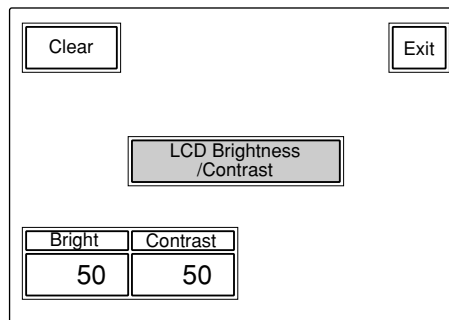 Clear
Exit
LCD Brightness
/Contrast
Bright Contrast
50 50